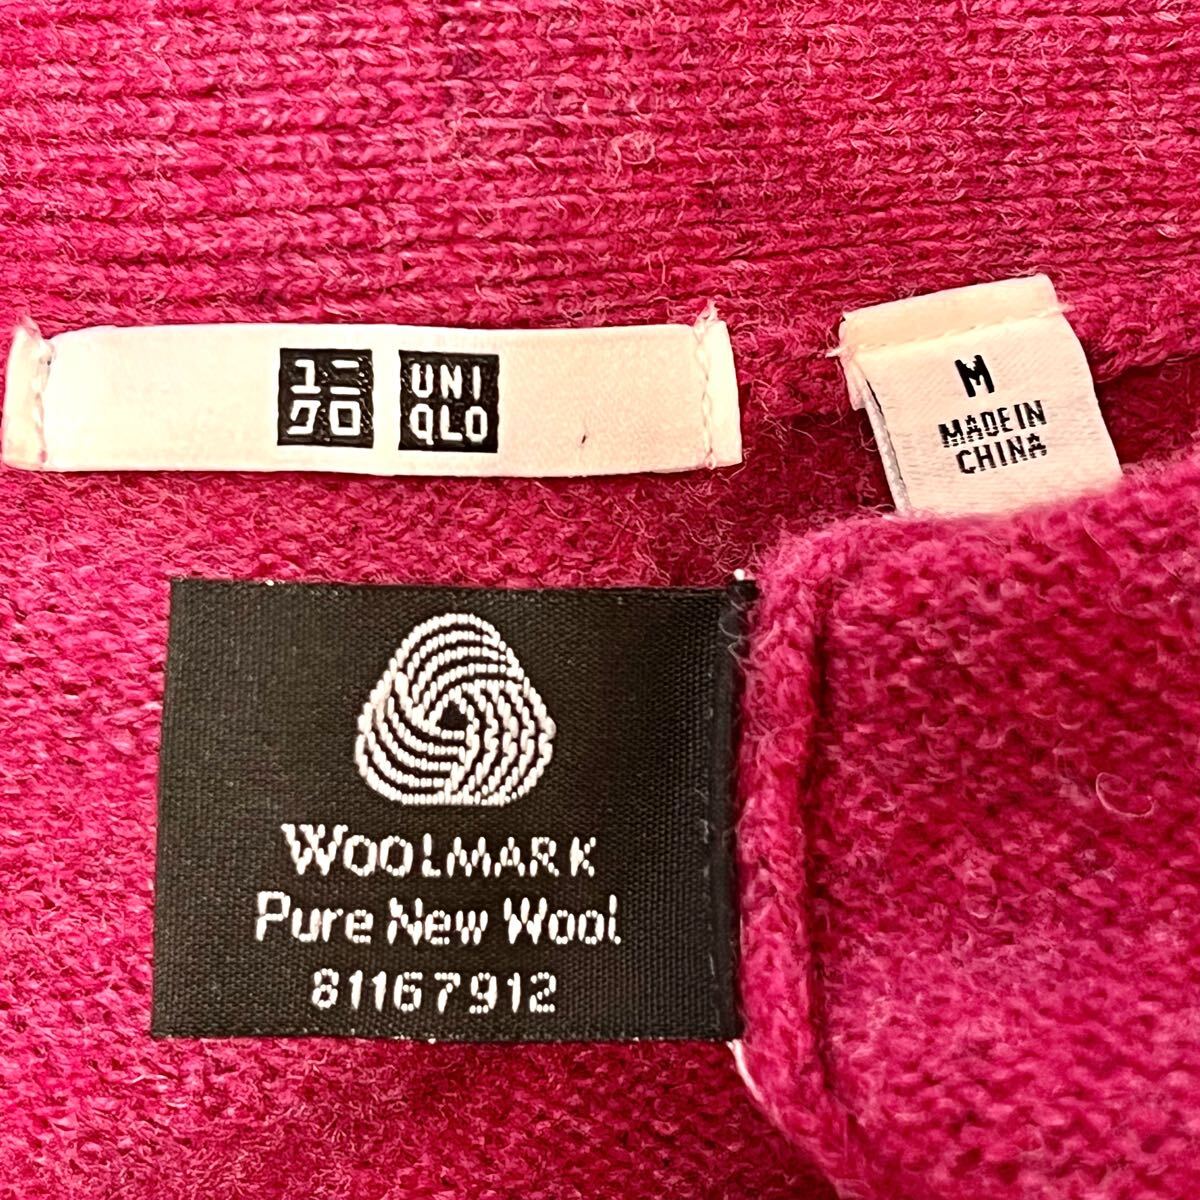 ユニ
クロ
UNI
QLO
M
MADE IN
CHINA
WOOLMARK
Pure New Wool
81167912